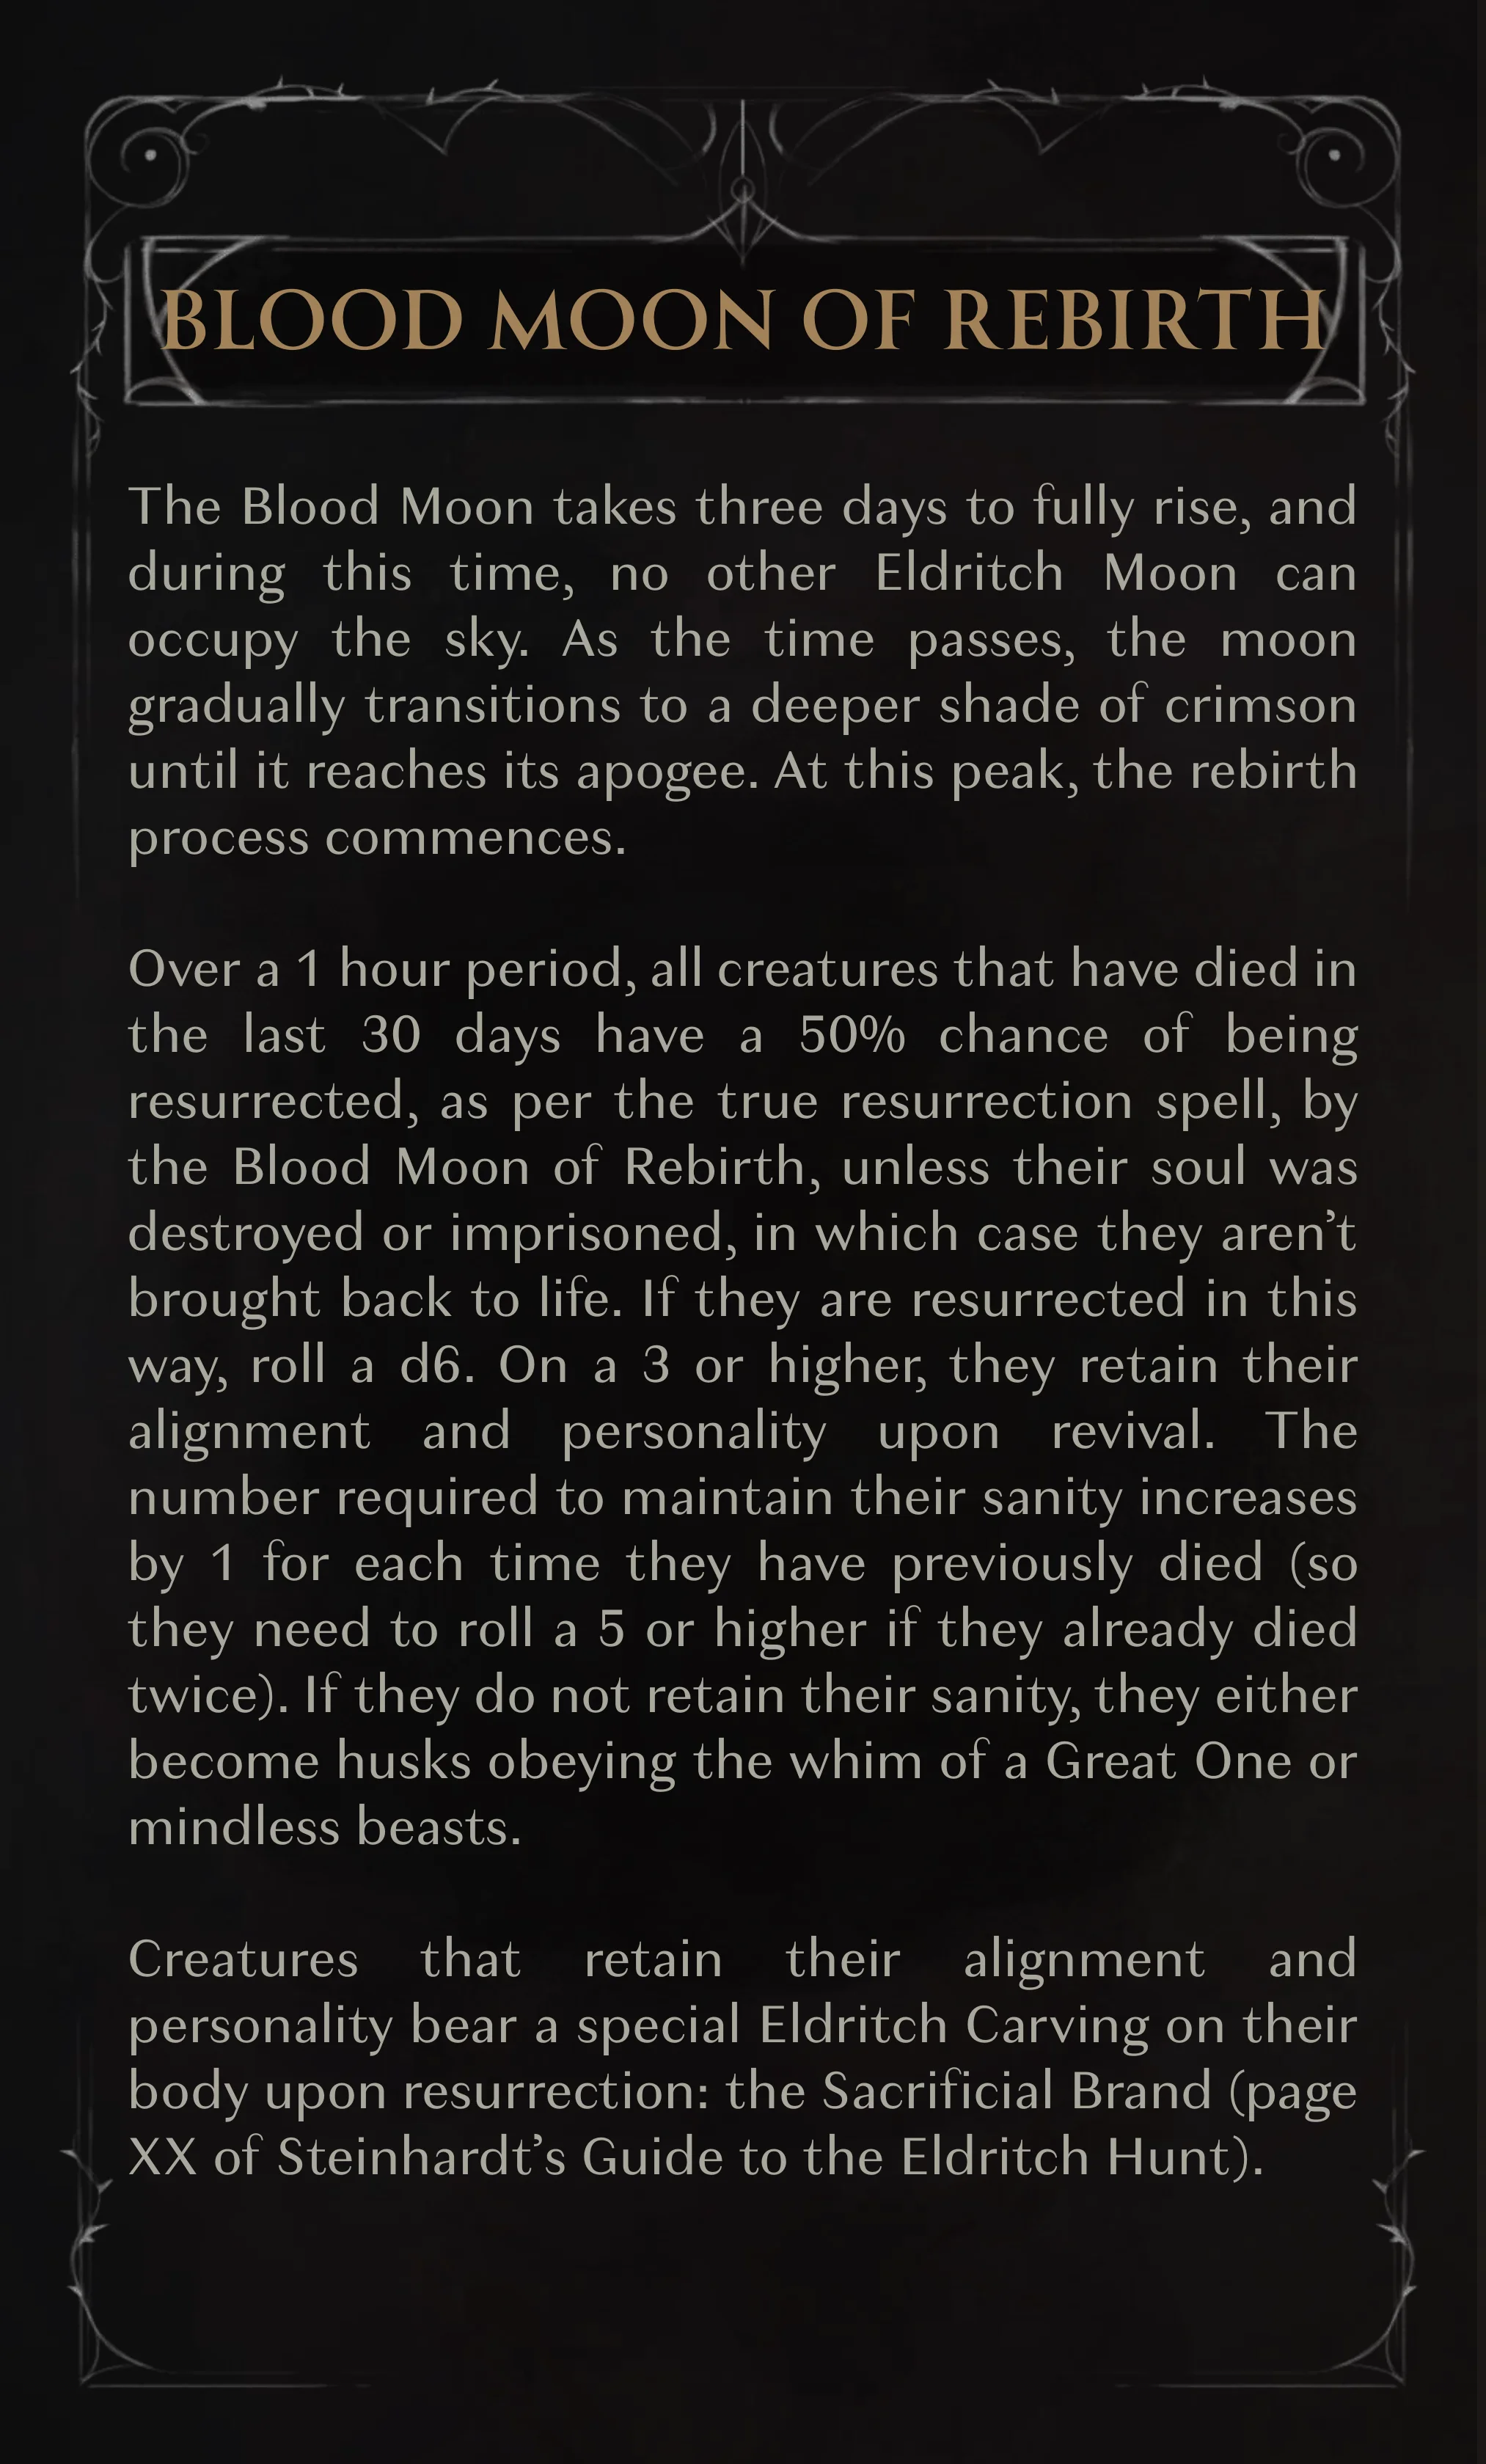 BLOOD MOON OF REBIRTH
The Blood Moon takes three days to fully rise, and
during this time, no other Eldritch Moon can
occupy the sky. As the time passes, the moon
gradually transitions to a deeper shade of crimson
until it reaches its apogee. At this peak, the rebirth
process commences.
Over a 1 hour period, all creatures that have died in
the last 30 days have a 50% chance of being
resurrected, as per the true resurrection spell, by
the Blood Moon of Rebirth, unless their soul was
destroyed or imprisoned, in which case they aren’t
brought back to life. If they are resurrected in this
way, roll a d6. On a 3 or higher, they retain their
alignment and personality upon revival. The
number required to maintain their sanity increases
by 1 for each time they have previously died (so
they need to roll a 5 or higher if they already died
twice). If they do not retain their sanity, they either
become husks obeying the whim of a Great One or
mindless beasts.
Creatures that retain their alignment and
personality bear a special Eldritch Carving on their
body upon resurrection: the Sacrificial Brand (page
XX of Steinhardt’s Guide to the Eldritch Hunt).